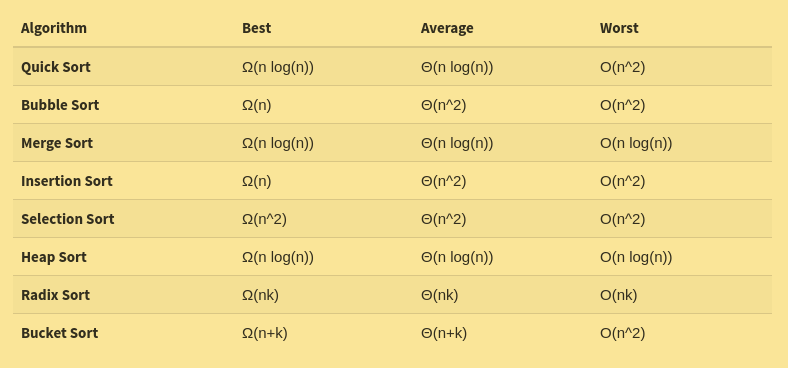 Algorithm Best Average Worst
Quick Sort Ω(n log(n)) Θ(n log(n)) O(n^2)
Bubble Sort Ω(n) Θ(n^2) O(n^2)
Merge Sort Ω(n log(n)) Θ(n log(n)) O(n log(n))
Insertion Sort Ω(n) Θ(n^2) O(n^2)
Selection Sort Ω(n^2) Θ(n^2) O(n^2)
Heap Sort Ω(n log(n)) Θ(n log(n)) O(n log(n))
Radix Sort Ω(nk) Θ(nk) O(nk)
Bucket Sort Ω(n+k) Θ(n+k) O(n^2)